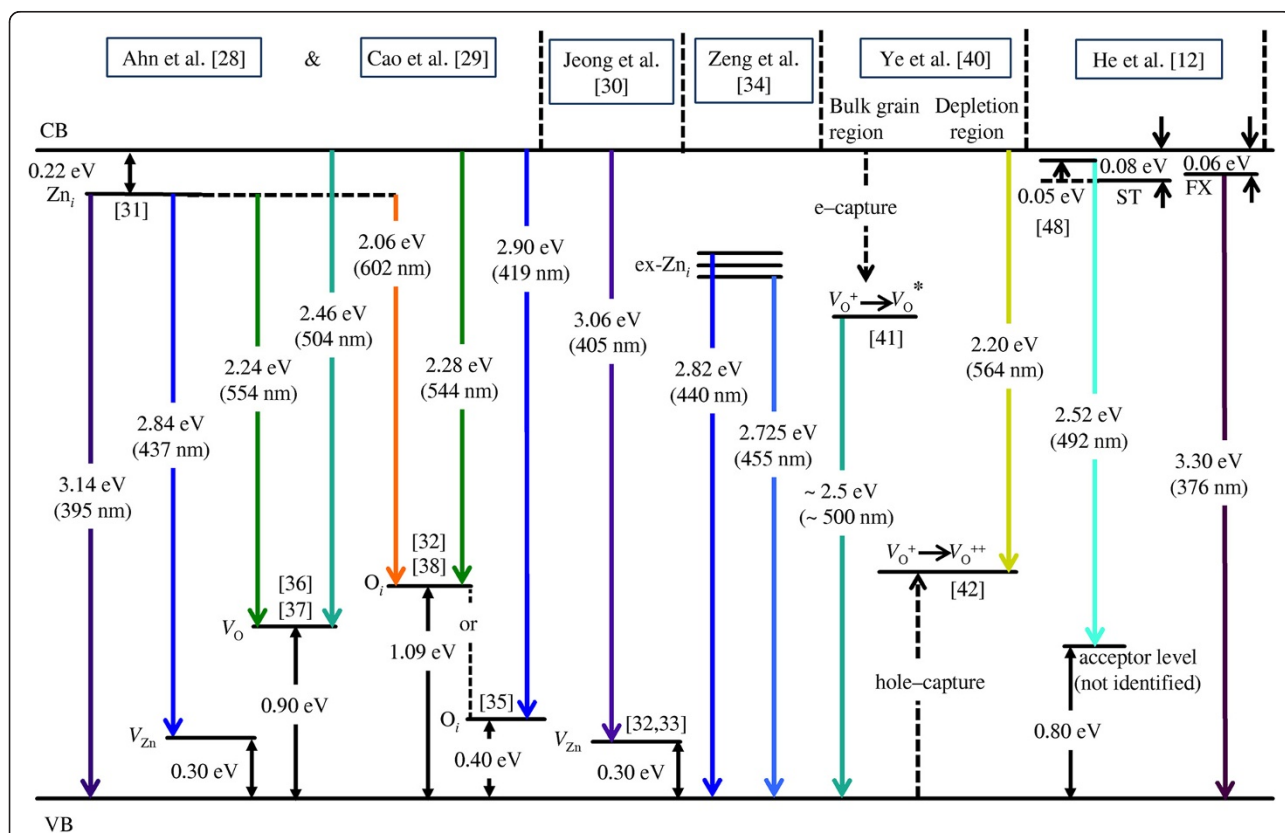 Ahn et al. [28]
&
Cao et al. [29]
Jeong et al.
[30]
Zeng et al.
[34]
Ye et al. [40]
He et al. [12]
Bulk grain
region
Depletion
region
CB
0.22 eV
Znᵢ
[31]
3.14 eV
(395 nm)
2.84 eV
(437 nm)
2.24 eV
(554 nm)
2.46 eV
(504 nm)
2.06 eV
(602 nm)
2.28 eV
(544 nm)
2.90 eV
(419 nm)
[36]
[37]
V_O
0.90 eV
V_Zn
0.30 eV
[32]
[38]
Oᵢ
or
1.09 eV
[35]
Oᵢ
0.40 eV
3.06 eV
(405 nm)
V_Zn
[32,33]
0.30 eV
ex-Znᵢ
2.82 eV
(440 nm)
2.725 eV
(455 nm)
e–capture
V_O⁺ → V_O*
[41]
~ 2.5 eV
(~ 500 nm)
2.20 eV
(564 nm)
V_O⁺ → V_O⁺⁺
[42]
hole–capture
0.05 eV
[48]
0.08 eV
ST
0.06 eV
FX
2.52 eV
(492 nm)
3.30 eV
(376 nm)
acceptor level
(not identified)
0.80 eV
VB